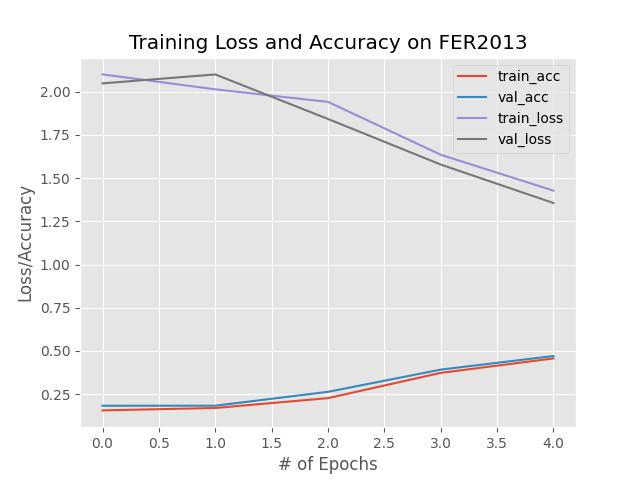 Training Loss and Accuracy on FER2013
train_acc
val_acc
train_loss
val_loss
2.00
1.75
1.50
1.25
1.00
0.75
0.50
0.25
Loss/Accuracy
0.0 0.5 1.0 1.5 2.0 2.5 3.0 3.5 4.0
# of Epochs